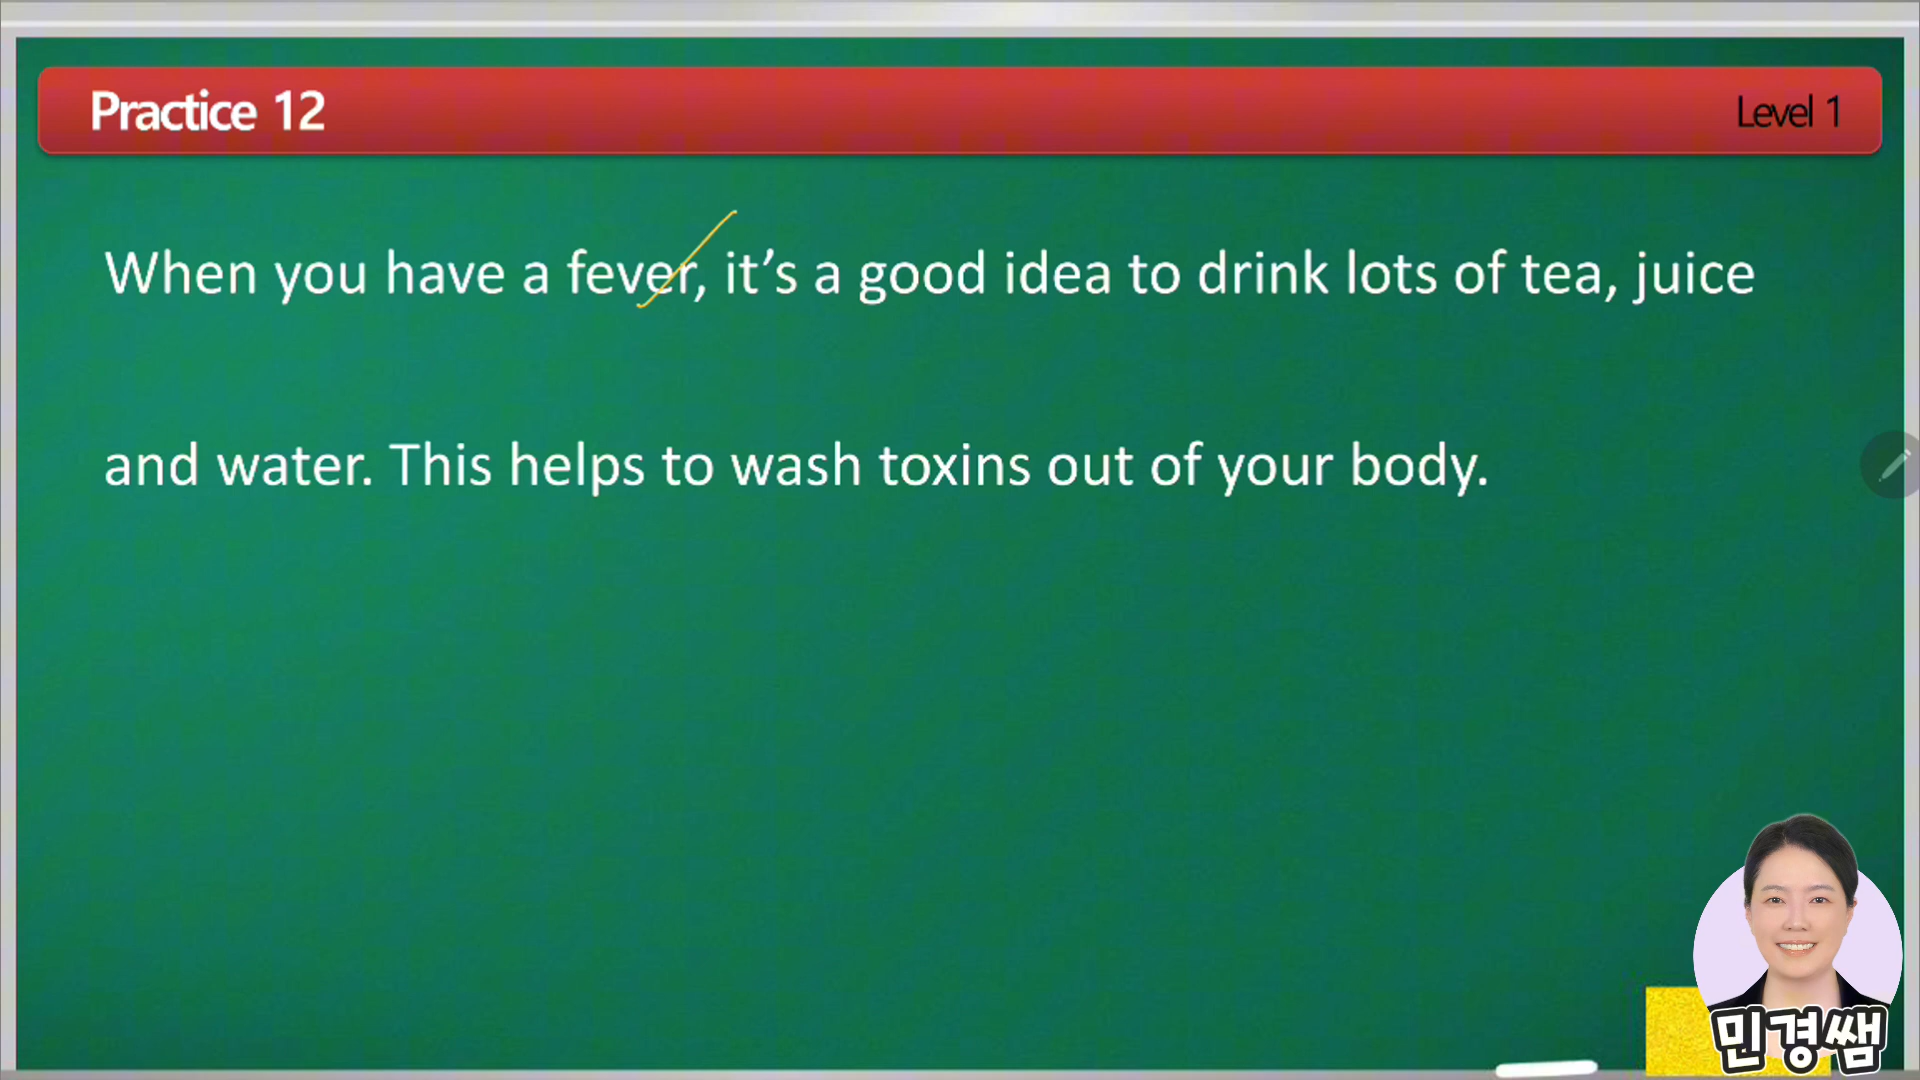 Practice 12
Level 1
When you have a fever, it’s a good idea to drink lots of tea, juice
and water. This helps to wash toxins out of your body.
민경쌤